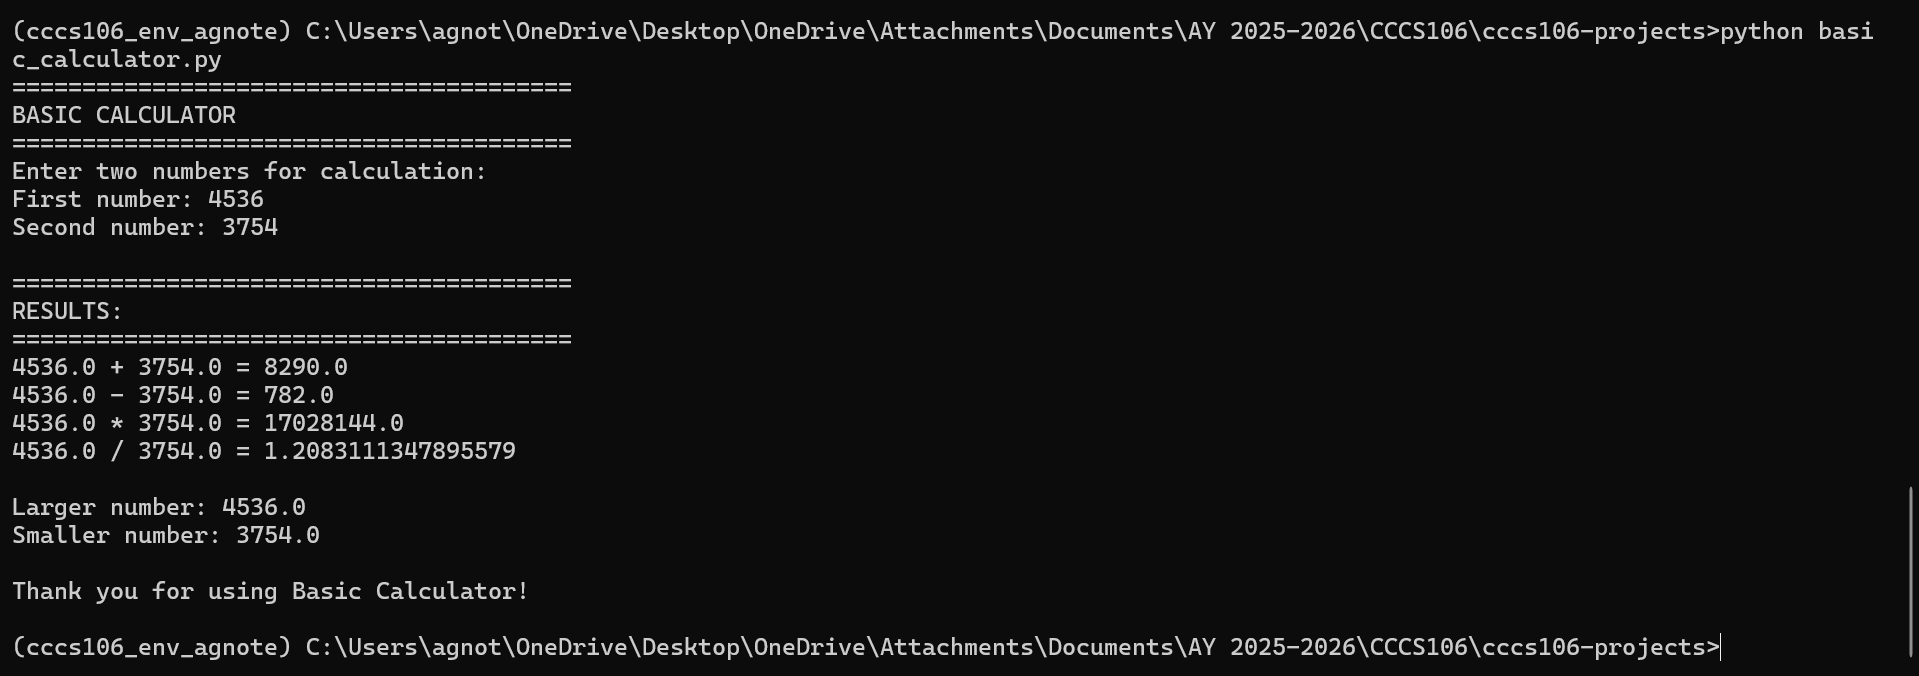 (cccs106_env_agnote) C:\Users\agnot\OneDrive\Desktop\OneDrive\Attachments\Documents\AY 2025-2026\CCCS106\cccs106-projects>python basi
c_calculator.py
========================================
BASIC CALCULATOR
========================================
Enter two numbers for calculation:
First number: 4536
Second number: 3754

========================================
RESULTS:
========================================
4536.0 + 3754.0 = 8290.0
4536.0 - 3754.0 = 782.0
4536.0 * 3754.0 = 17028144.0
4536.0 / 3754.0 = 1.2083111347895579

Larger number: 4536.0
Smaller number: 3754.0

Thank you for using Basic Calculator!

(cccs106_env_agnote) C:\Users\agnot\OneDrive\Desktop\OneDrive\Attachments\Documents\AY 2025-2026\CCCS106\cccs106-projects>